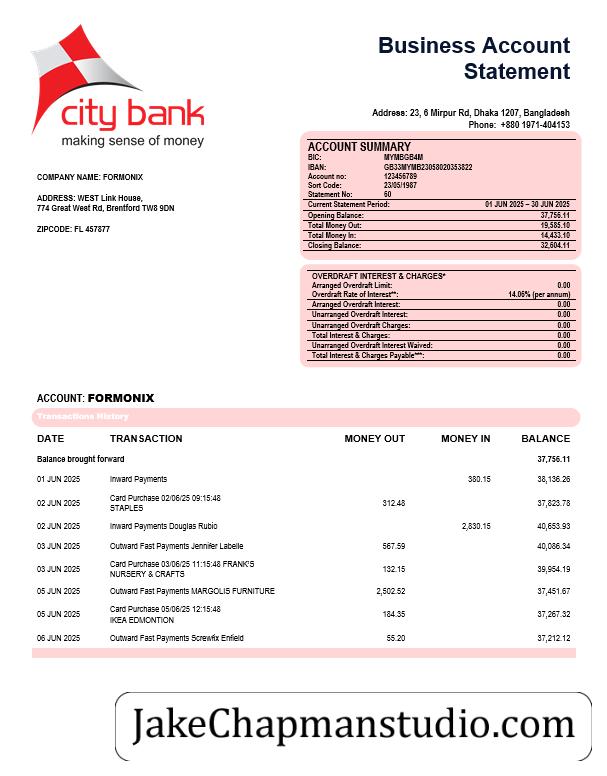 Business Account
Statement
city bank
making sense of money
Address: 23, 6 Mirpur Rd, Dhaka 1207, Bangladesh
Phone: +880 1971-404153
COMPANY NAME: FORMONIX
ADDRESS: WEST Link House,
774 Great West Rd, Brentford TW8 9DN
ZIPCODE: FL 457877
ACCOUNT SUMMARY
BIC: MYMBGB4M
IBAN: GB33MYMB23058020353822
Account no: 123456789
Sort Code: 23/05/1987
Statement No: 60
Current Statement Period: 01 JUN 2025 – 30 JUN 2025
Opening Balance: 37,756.11
Total Money Out: 19,585.10
Total Money In: 14,433.10
Closing Balance: 32,604.11
OVERDRAFT INTEREST & CHARGES*
Arranged Overdraft Limit: 0.00
Overdraft Rate of Interest**: 14.06% (per annum)
Arranged Overdraft Interest: 0.00
Unarranged Overdraft Interest: 0.00
Unarranged Overdraft Charges: 0.00
Total Interest & Charges: 0.00
Unarranged Overdraft Interest Waived: 0.00
Total Interest & Charges Payable***: 0.00
ACCOUNT: FORMONIX
Transactions History
DATE TRANSACTION MONEY OUT MONEY IN BALANCE
Balance brought forward 37,756.11
01 JUN 2025 Inward Payments 380.15 38,136.26
02 JUN 2025 Card Purchase 02/06/25 09:15:48 312.48 37,823.78
STAPLES
02 JUN 2025 Inward Payments Douglas Rubio 2,830.15 40,653.93
03 JUN 2025 Outward Fast Payments Jennifer Labelle 567.59 40,086.34
03 JUN 2025 Card Purchase 03/06/25 11:15:48 FRANK'S 132.15 39,954.19
NURSERY & CRAFTS
05 JUN 2025 Outward Fast Payments MARGOLIS FURNITURE 2,502.52 37,451.67
05 JUN 2025 Card Purchase 05/06/25 12:15:48 184.35 37,267.32
IKEA EDMONTION
06 JUN 2025 Outward Fast Payments Screwfix Enfield 55.20 37,212.12
JakeChapmanstudio.com